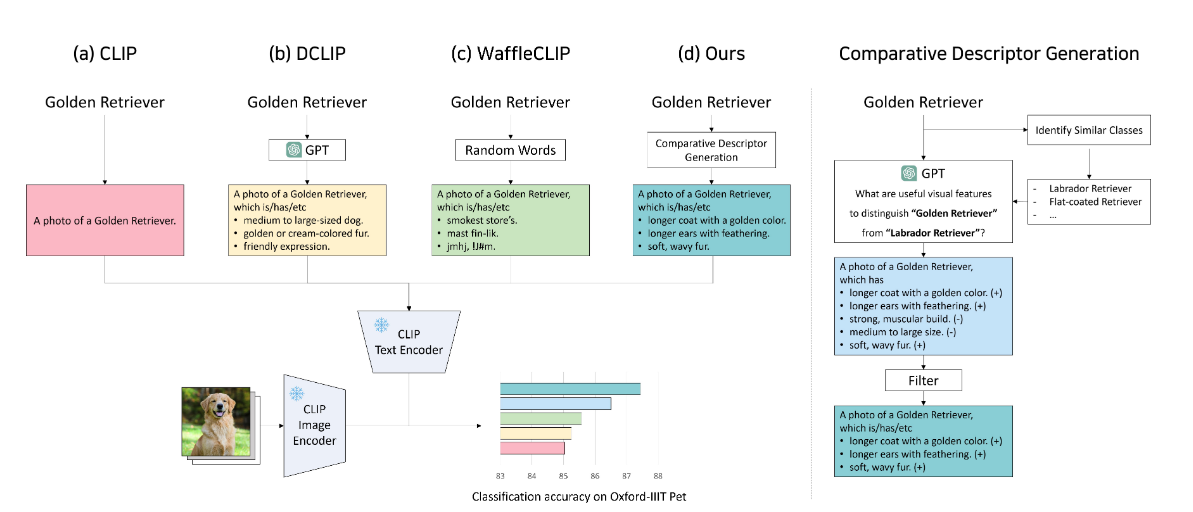 (a) CLIP
(b) DCLIP
(c) WaffleCLIP
(d) Ours
Comparative Descriptor Generation
Golden Retriever
Golden Retriever
Golden Retriever
Golden Retriever
Golden Retriever
GPT
Random Words
Comparative Descriptor
Generation
A photo of a Golden Retriever.
A photo of a Golden Retriever,
which is/has/etc
• medium to large-sized dog.
• golden or cream-colored fur.
• friendly expression.
A photo of a Golden Retriever,
which is/has/etc
• smokest store's.
• mast fin-lik.
• jmhj, !J#m.
A photo of a Golden Retriever,
which is/has/etc
• longer coat with a golden color.
• longer ears with feathering.
• soft, wavy fur.
CLIP
Text Encoder
CLIP
Image
Encoder
83 84 85 86 87 88
Classification accuracy on Oxford-IIIT Pet
Identify Similar Classes
- Labrador Retriever
- Flat-coated Retriever
- ...
GPT
What are useful visual features
to distinguish "Golden Retriever"
from "Labrador Retriever"?
A photo of a Golden Retriever,
which has
• longer coat with a golden color. (+)
• longer ears with feathering. (+)
• strong, muscular build. (-)
• medium to large size. (-)
• soft, wavy fur. (+)
Filter
A photo of a Golden Retriever,
which is/has/etc
• longer coat with a golden color. (+)
• longer ears with feathering. (+)
• soft, wavy fur. (+)